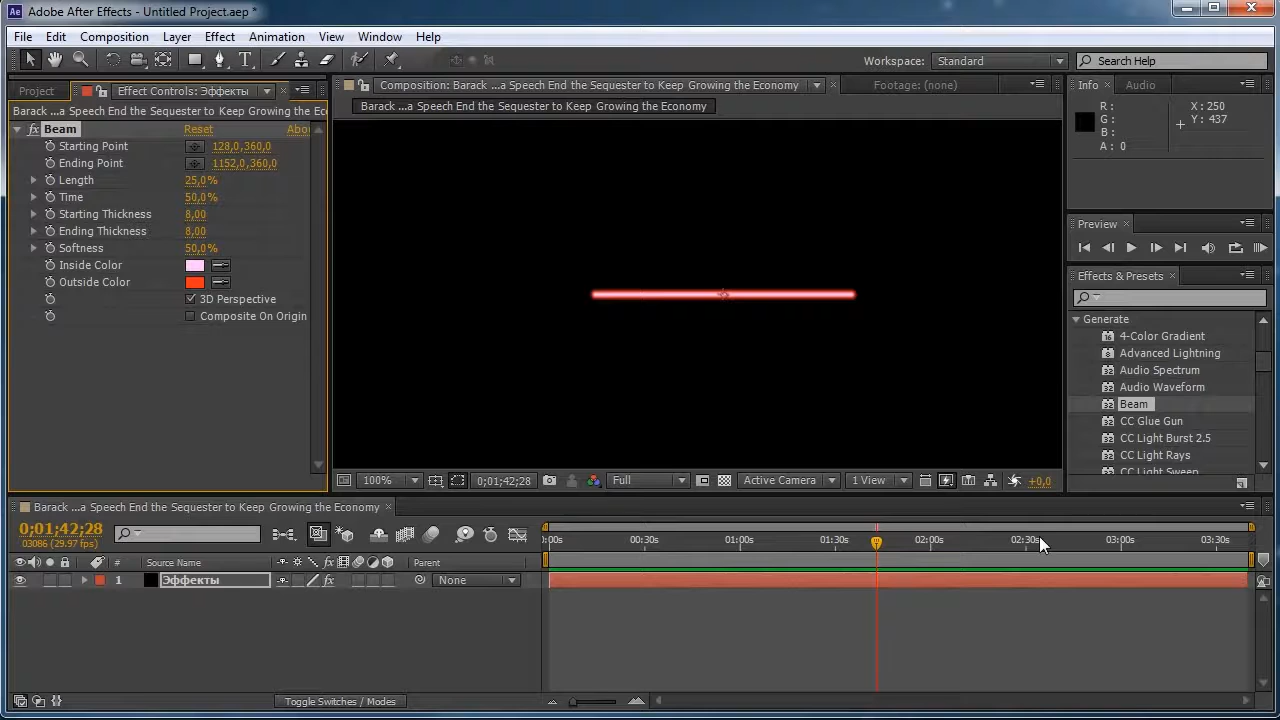 Adobe After Effects - Untitled Project.aep *
File Edit Composition Layer Effect Animation View Window Help
Workspace: Standard Search Help
Project Effect Controls: Эффекты
Barack ...a Speech End the Sequester to Keep Growing the Ec
fx Beam Reset Abo
Starting Point 128,0,360,0
Ending Point 1152,0,360,0
Length 25,0%
Time 50,0%
Starting Thickness 8,00
Ending Thickness 8,00
Softness 50,0%
Inside Color
Outside Color
3D Perspective
Composite On Origin
Composition: Barack ...a Speech End the Sequester to Keep Growing the Economy Footage: (none)
Barack ...a Speech End the Sequester to Keep Growing the Economy
100% 0;01;42;28 Full Active Camera 1 View +0,0
Info Audio
R: X: 250
G: Y: 437
B:
A: 0
Preview
Effects & Presets
Generate
4-Color Gradient
Advanced Lightning
Audio Spectrum
Audio Waveform
Beam
CC Glue Gun
CC Light Burst 2.5
CC Light Rays
CC Light Sweep
Barack ...a Speech End the Sequester to Keep Growing the Economy
0;01;42;28
03086 (29.97 fps)
:00s 00:30s 01:00s 01:30s 02:00s 02:30s 03:00s 03:30s
# Source Name fx Parent
1 Эффекты fx None
Toggle Switches / Modes